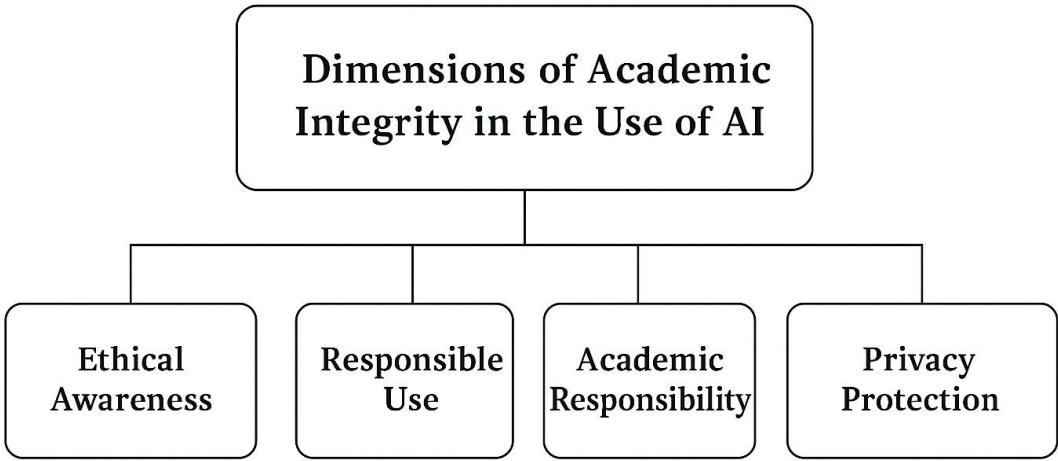 Dimensions of Academic
Integrity in the Use of AI
Ethical
Awareness
Responsible
Use
Academic
Responsibility
Privacy
Protection